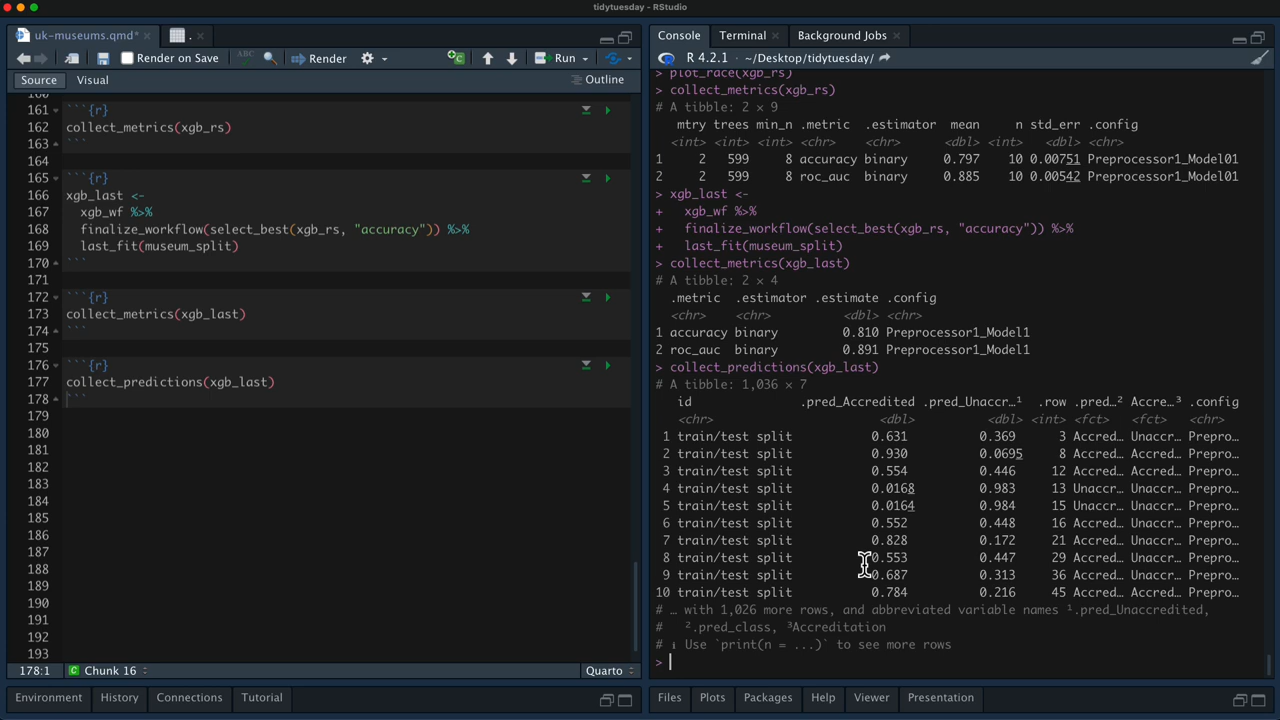 tidytuesday - RStudio
uk-museums.qmd* × . ×
Render on Save ABC Render Run
Source Visual Outline
160
161 ```{r}
162 collect_metrics(xgb_rs)
163 ```
164
165 ```{r}
166 xgb_last <-
167 xgb_wf %>%
168 finalize_workflow(select_best(xgb_rs, "accuracy")) %>%
169 last_fit(museum_split)
170 ```
171
172 ```{r}
173 collect_metrics(xgb_last)
174 ```
175
176 ```{r}
177 collect_predictions(xgb_last)
178 ```
179
180
181
182
183
184
185
186
187
188
189
190
191
192
193
178:1 # Chunk 16 Quarto
Environment History Connections Tutorial
Console Terminal × Background Jobs ×
R 4.2.1 · ~/Desktop/tidytuesday/
> plot_race(xgb_rs)
> collect_metrics(xgb_rs)
# A tibble: 2 × 9
mtry trees min_n .metric .estimator mean n std_err .config
<int> <int> <int> <chr> <chr> <dbl> <int> <dbl> <chr>
1 2 599 8 accuracy binary 0.797 10 0.00751 Preprocessor1_Model01
2 2 599 8 roc_auc binary 0.885 10 0.00542 Preprocessor1_Model01
> xgb_last <-
+ xgb_wf %>%
+ finalize_workflow(select_best(xgb_rs, "accuracy")) %>%
+ last_fit(museum_split)
> collect_metrics(xgb_last)
# A tibble: 2 × 4
.metric .estimator .estimate .config
<chr> <chr> <dbl> <chr>
1 accuracy binary 0.810 Preprocessor1_Model1
2 roc_auc binary 0.891 Preprocessor1_Model1
> collect_predictions(xgb_last)
# A tibble: 1,036 × 7
id .pred_Accredited .pred_Unaccr…¹ .row .pred…² Accre…³ .config
<chr> <dbl> <dbl> <int> <fct> <fct> <chr>
1 train/test split 0.631 0.369 3 Accred… Unaccr… Prepro…
2 train/test split 0.930 0.0695 8 Accred… Accred… Prepro…
3 train/test split 0.554 0.446 12 Accred… Unaccr… Prepro…
4 train/test split 0.0168 0.983 13 Unaccr… Unaccr… Prepro…
5 train/test split 0.0164 0.984 15 Unaccr… Unaccr… Prepro…
6 train/test split 0.552 0.448 16 Accred… Accred… Prepro…
7 train/test split 0.828 0.172 21 Accred… Accred… Prepro…
8 train/test split 0.553 0.447 29 Accred… Accred… Prepro…
9 train/test split 0.687 0.313 36 Accred… Accred… Prepro…
10 train/test split 0.784 0.216 45 Accred… Accred… Prepro…
# … with 1,026 more rows, and abbreviated variable names ¹.pred_Unaccredited,
# ².pred_class, ³Accreditation
# ℹ Use `print(n = ...)` to see more rows
>
Files Plots Packages Help Viewer Presentation